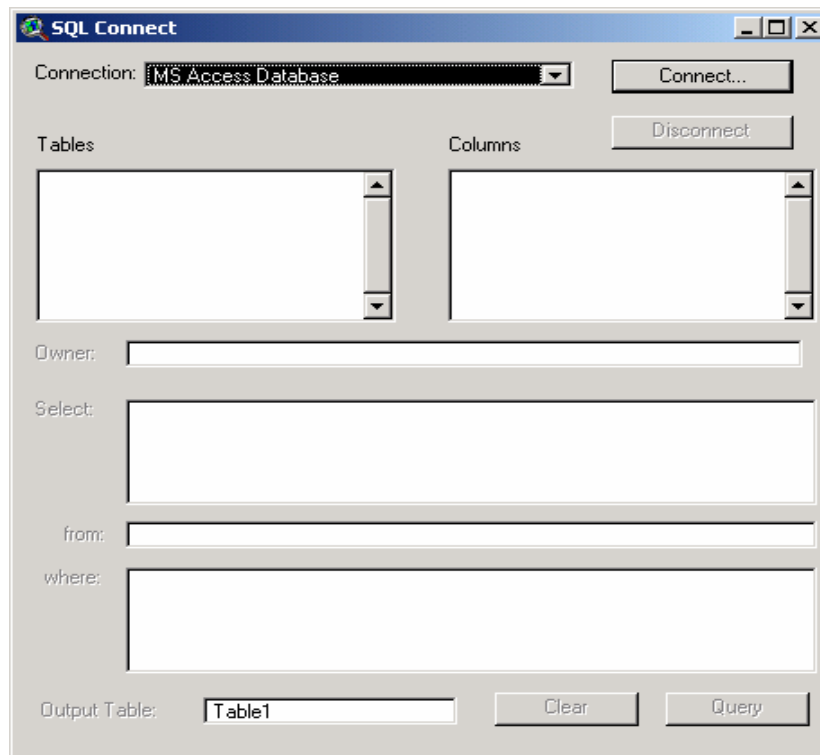 SQL Connect
Connection: MS Access Database
Connect...
Disconnect
Tables
Columns
Owner:
Select:
from:
where:
Output Table: Table1
Clear
Query